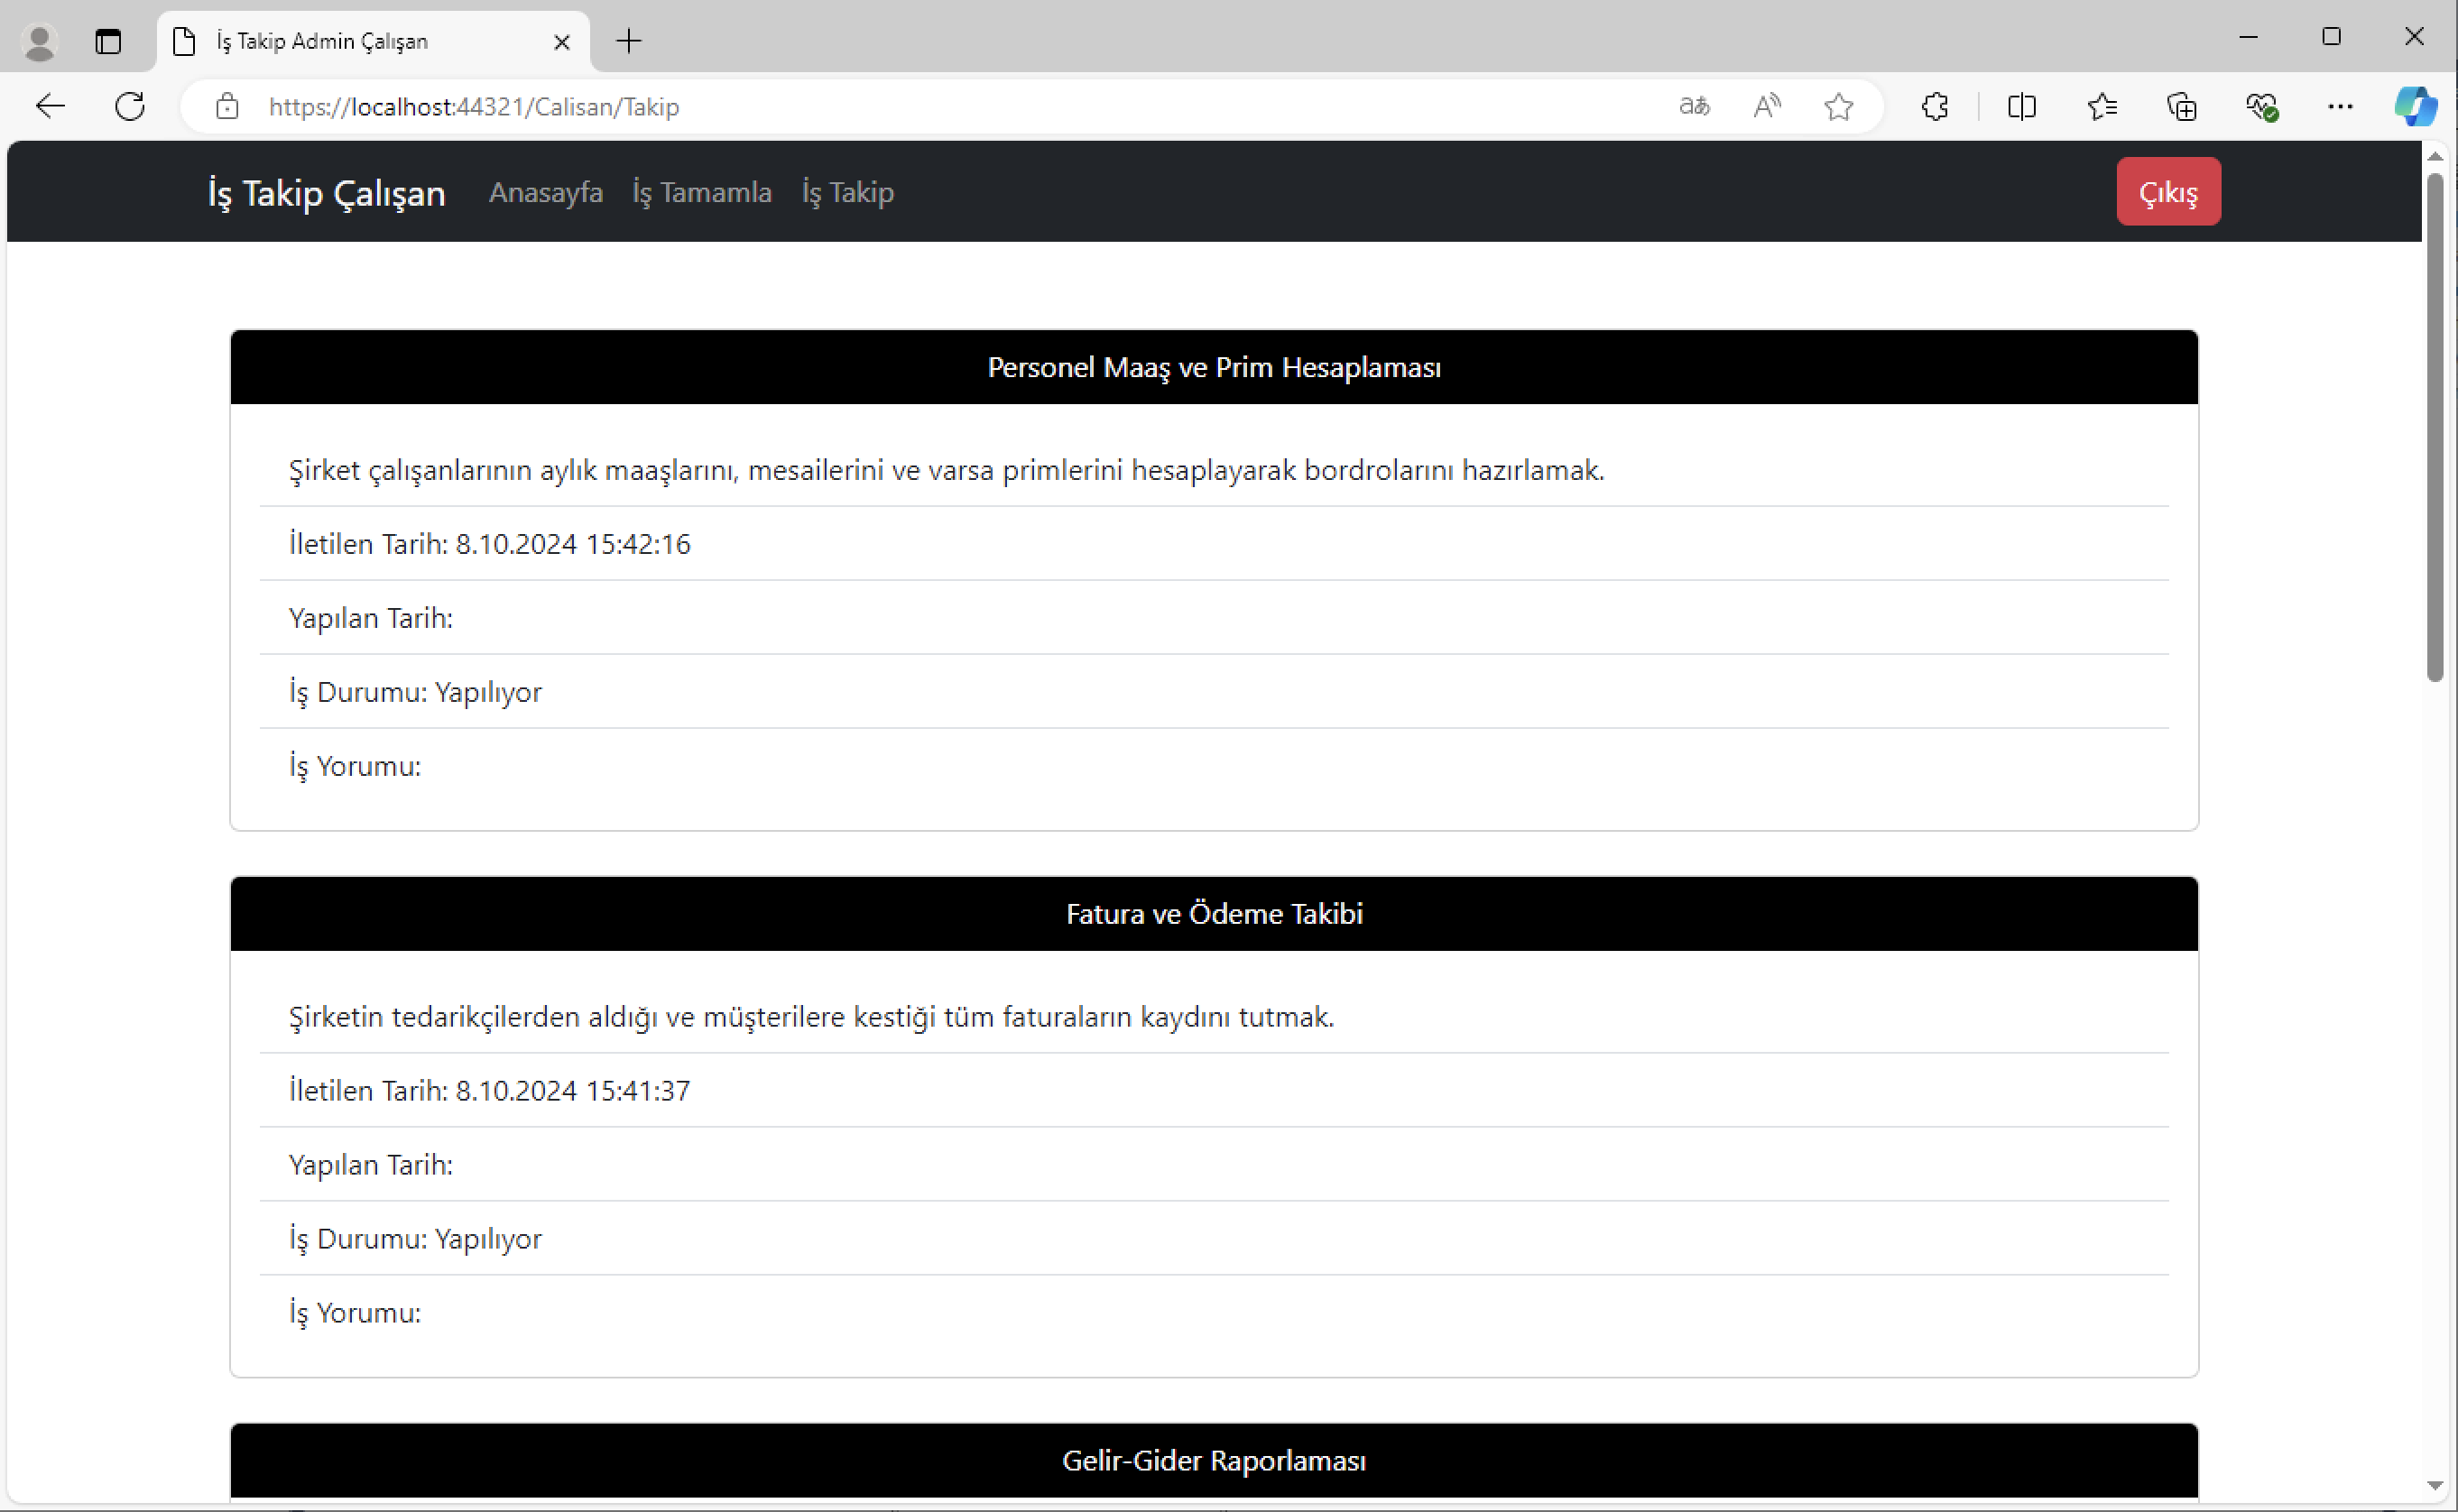 İş Takip Admin Çalışan
https://localhost:44321/Calisan/Takip
İş Takip Çalışan Anasayfa İş Tamamla İş Takip Çıkış
Personel Maaş ve Prim Hesaplaması
Şirket çalışanlarının aylık maaşlarını, mesailerini ve varsa primlerini hesaplayarak bordrolarını hazırlamak.
İletilen Tarih: 8.10.2024 15:42:16
Yapılan Tarih:
İş Durumu: Yapılıyor
İş Yorumu:
Fatura ve Ödeme Takibi
Şirketin tedarikçilerden aldığı ve müşterilere kestiği tüm faturaların kaydını tutmak.
İletilen Tarih: 8.10.2024 15:41:37
Yapılan Tarih:
İş Durumu: Yapılıyor
İş Yorumu:
Gelir-Gider Raporlaması